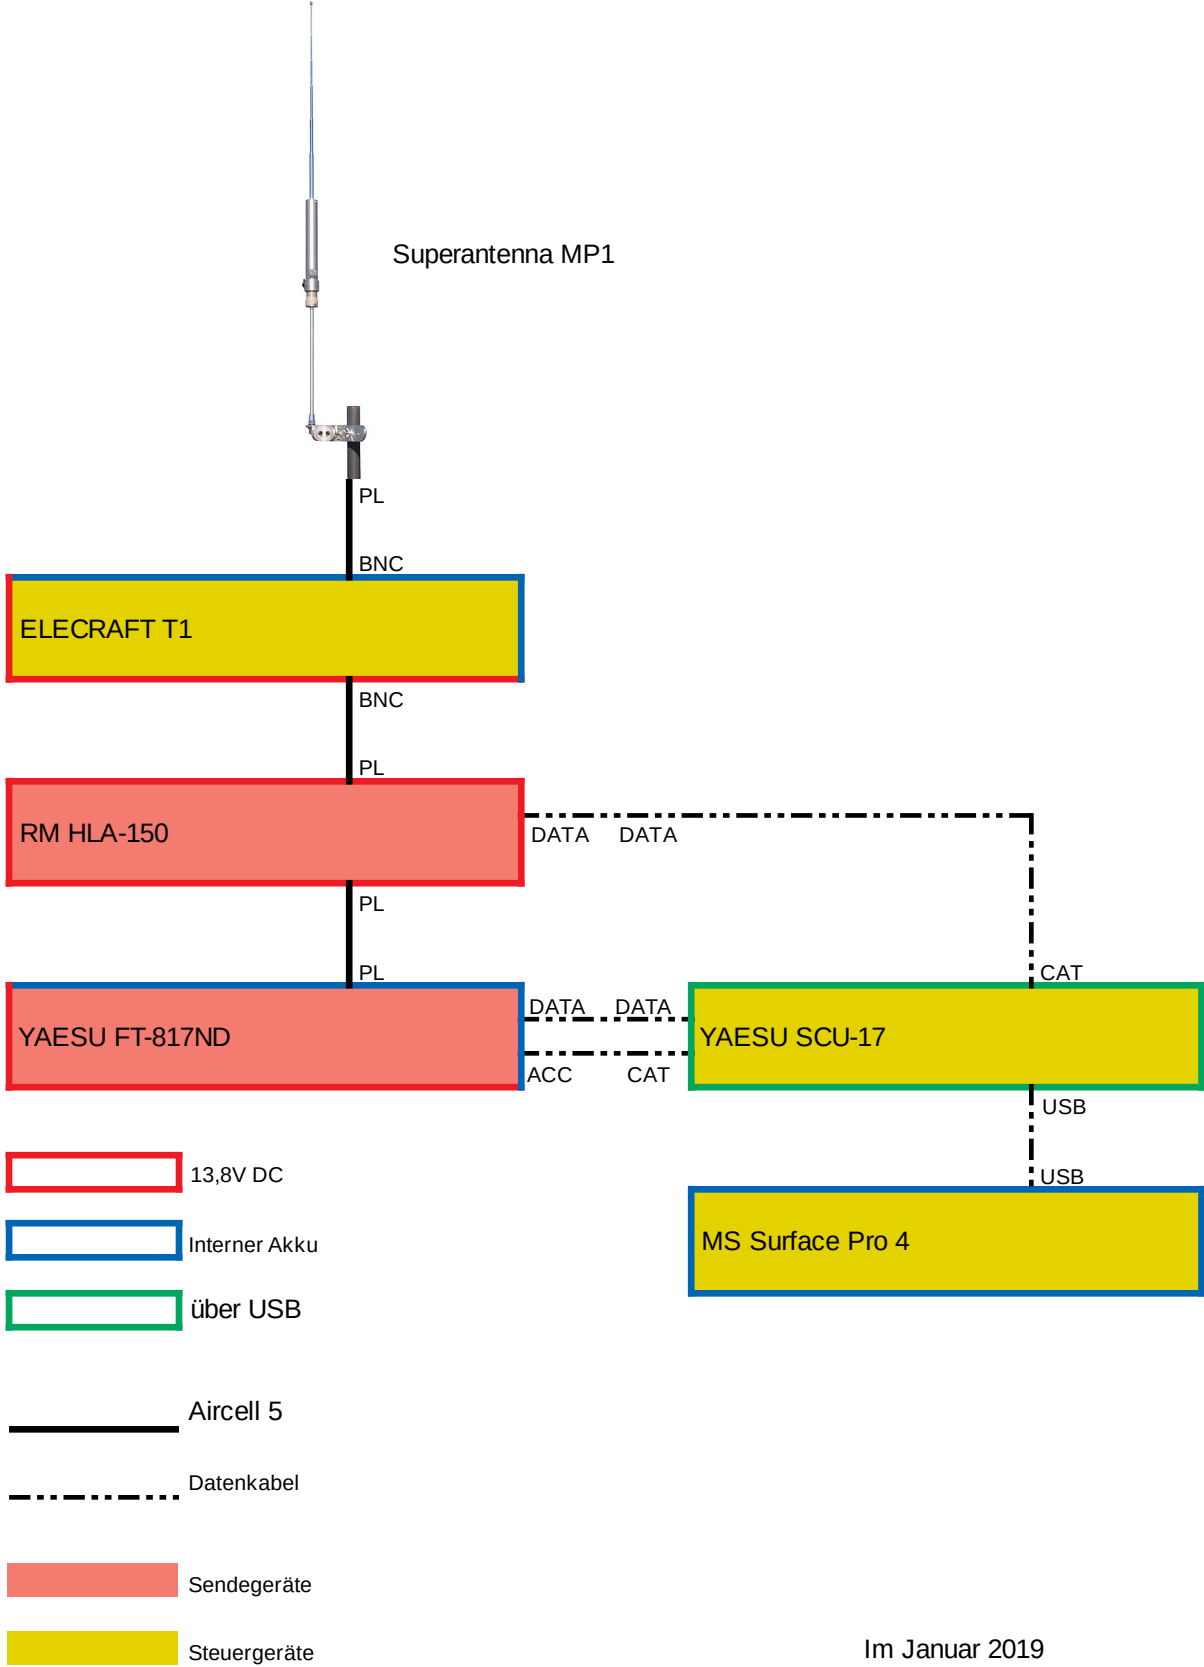 Superantenna MP1
PL
BNC
ELECRAFT T1
BNC
PL
RM HLA-150
DATA DATA
PL
PL
CAT
DATA DATA
YAESU FT-817ND
YAESU SCU-17
ACC CAT
USB
USB
13,8V DC
MS Surface Pro 4
Interner Akku
über USB
Aircell 5
Datenkabel
Sendegeräte
Steuergeräte
Im Januar 2019